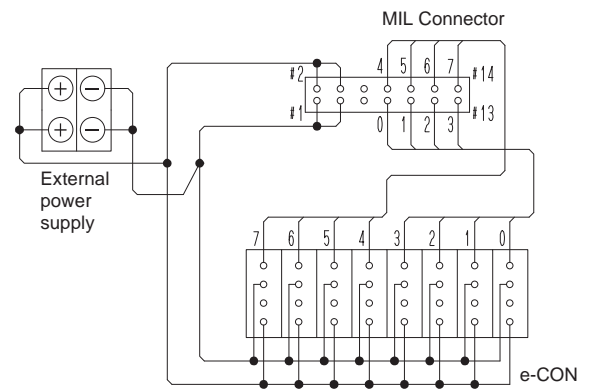 MIL Connector
4 5 6 7
#2 #14
#1 #13
0 1 2 3
+ −
+ −
External
power
supply
7 6 5 4 3 2 1 0
e-CON